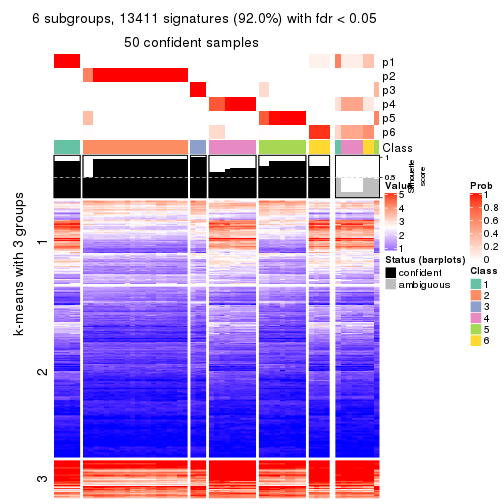 6 subgroups, 13411 signatures (92.0%) with fdr < 0.05
50 confident samples
p1
p2
p3
p4
p5
p6
Class
1
0.5
0
Silhouette
score
k-means with 3 groups
1
2
3
Value
5
4
3
2
1
Status (barplots)
confident
ambiguous
Prob
1
0.8
0.6
0.4
0.2
0
Class
1
2
3
4
5
6